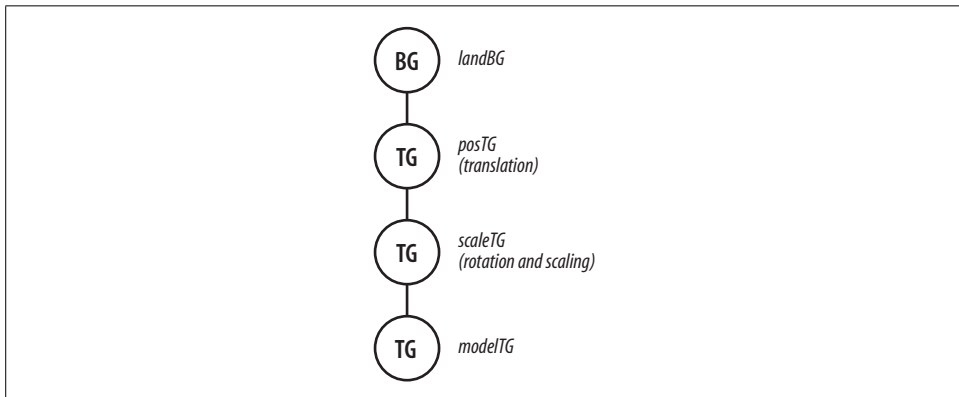 BG landBG
TG posTG
(translation)
TG scaleTG
(rotation and scaling)
TG modelTG